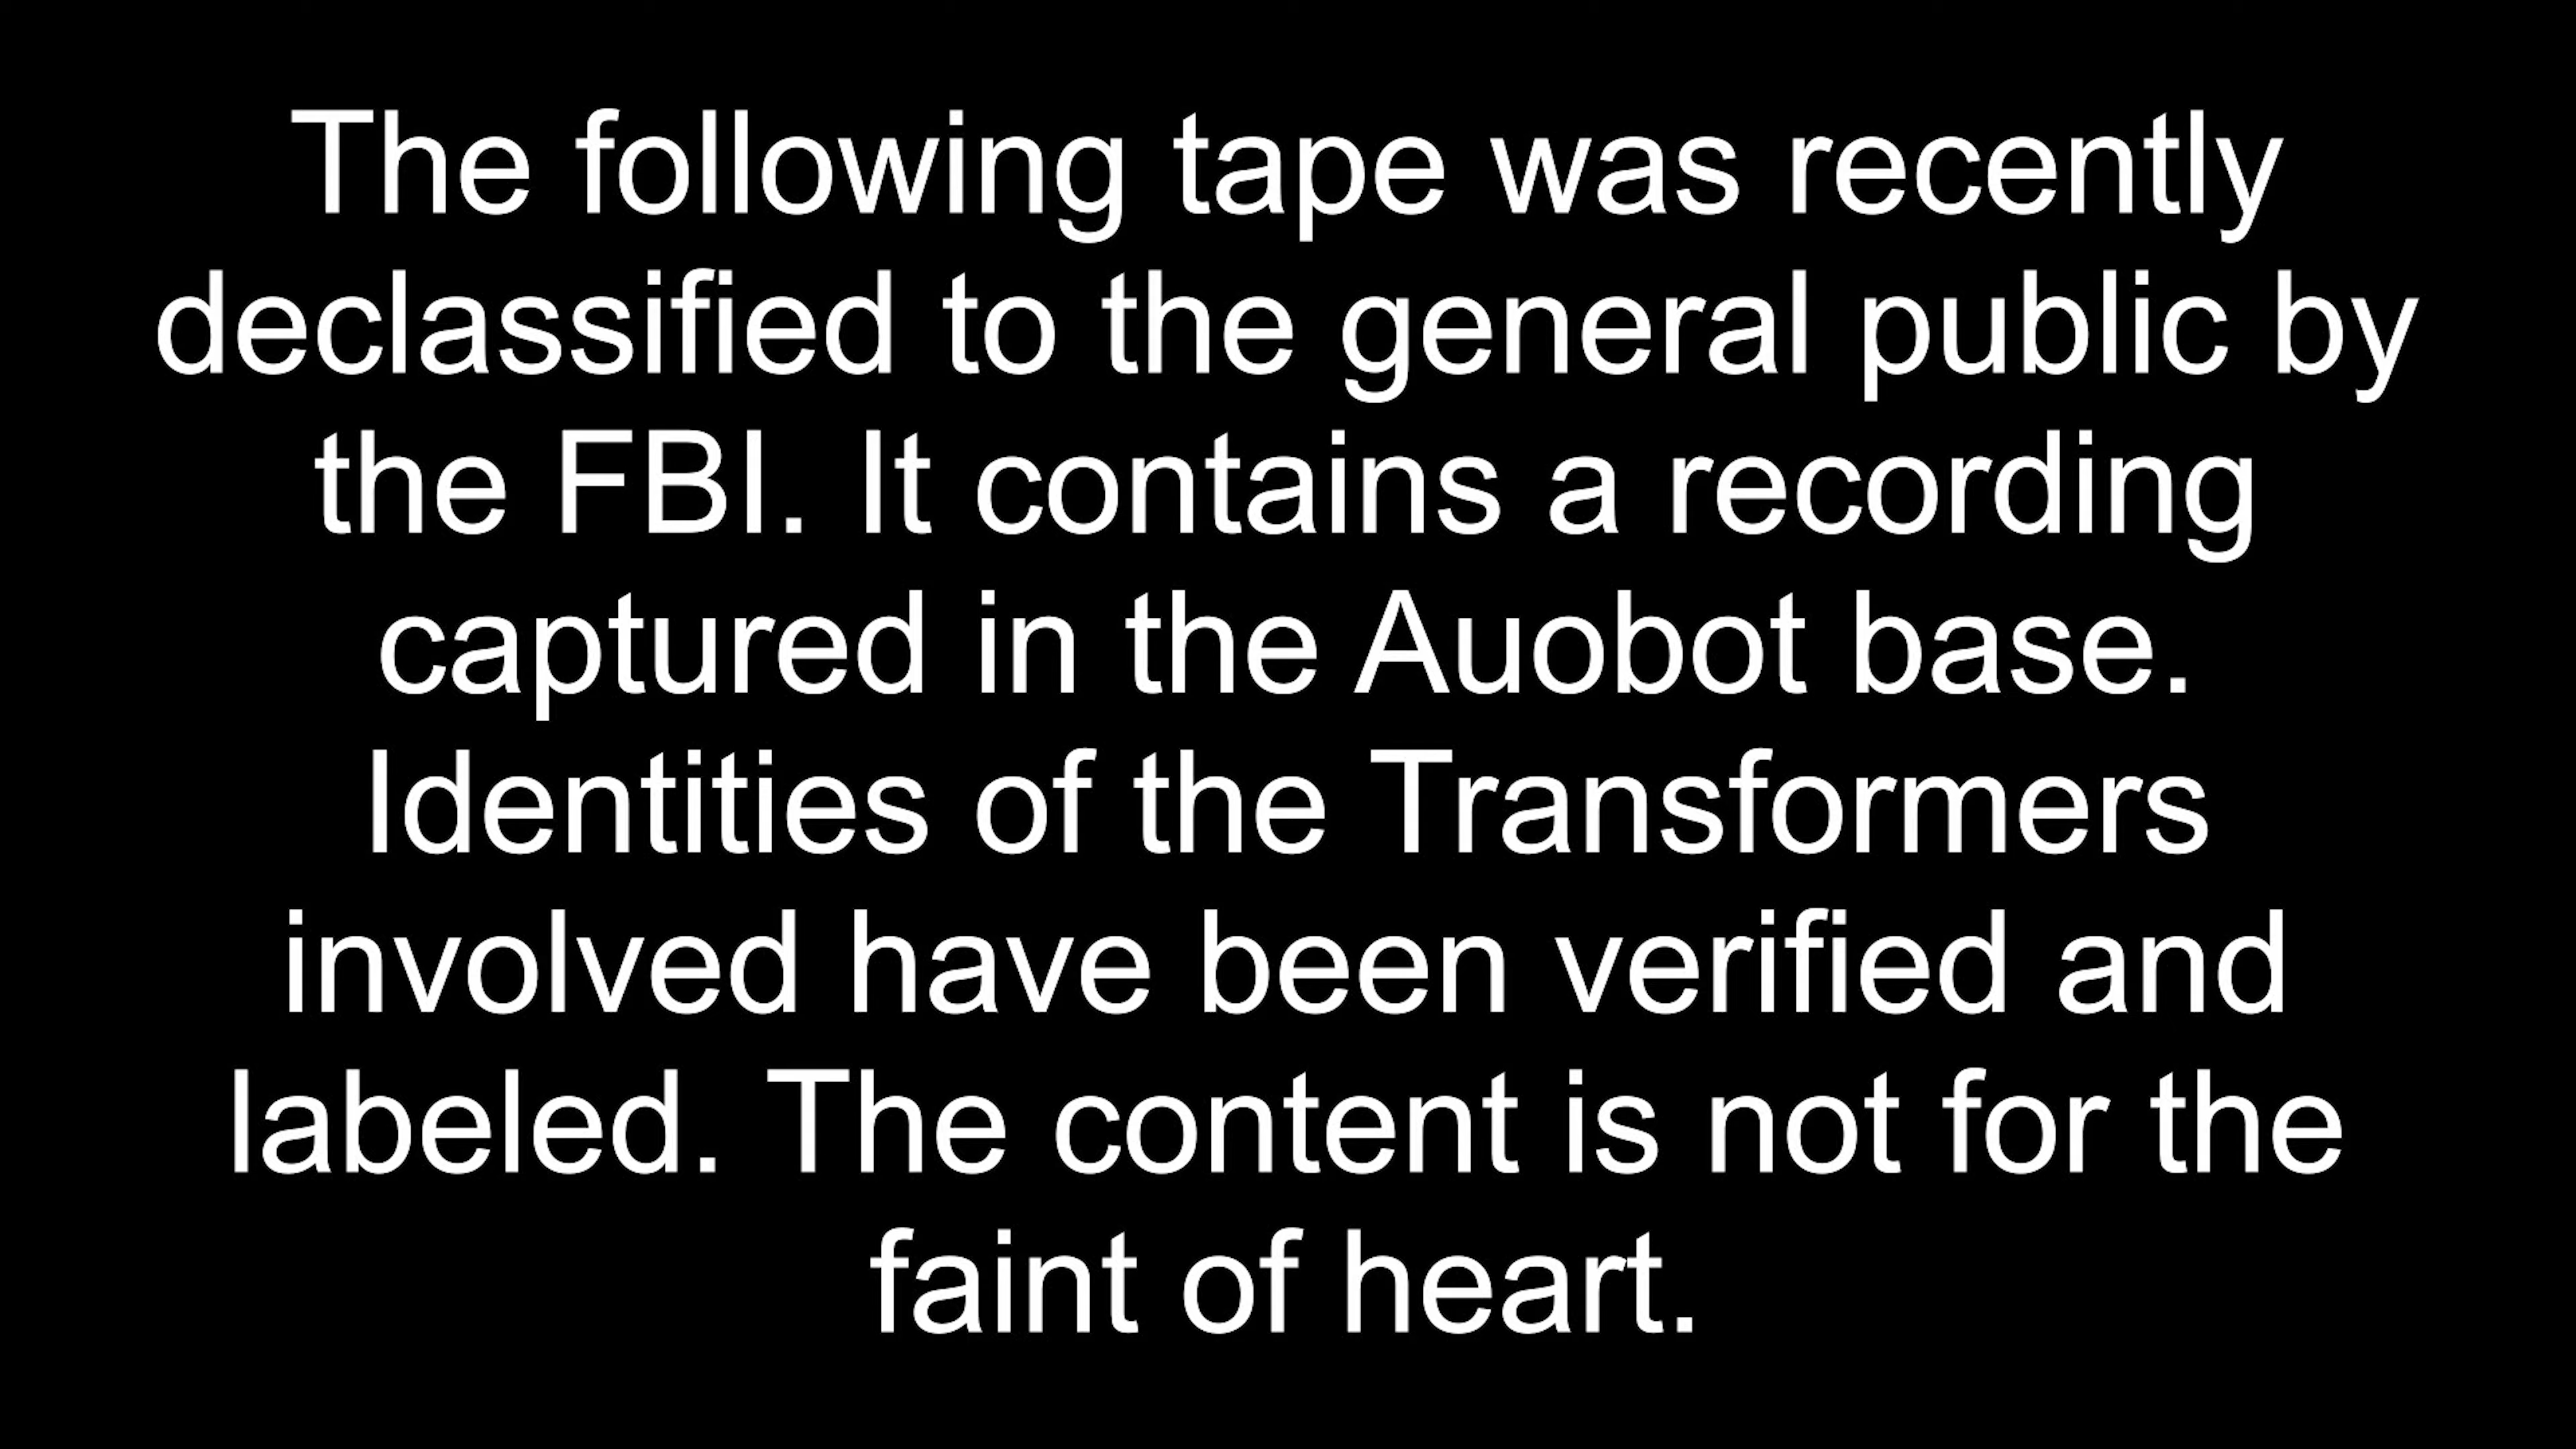 The following tape was recently
declassified to the general public by
the FBI. It contains a recording
captured in the Auobot base.
Identities of the Transformers
involved have been verified and
labeled. The content is not for the
faint of heart.